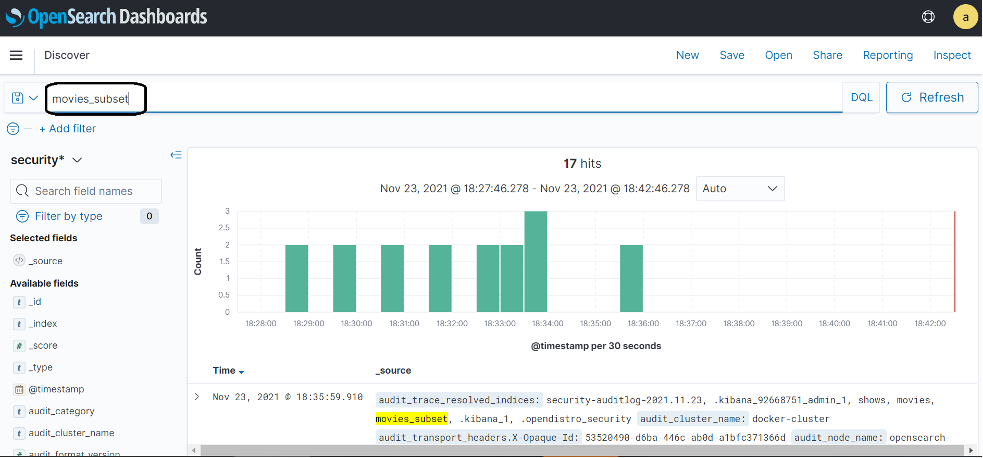 OpenSearch Dashboards
a
Discover
New Save Open Share Reporting Inspect
movies_subset
DQL
Refresh
+ Add filter
security*
Search field names
Filter by type 0
Selected fields
_source
Available fields
t _id
t _index
# _score
t _type
@timestamp
t audit_category
t audit_cluster_name
t audit_format_version
17 hits
Nov 23, 2021 @ 18:27:46.278 - Nov 23, 2021 @ 18:42:46.278 Auto
Count
3
2.5
2
1.5
1
0.5
0
18:28:00 18:29:00 18:30:00 18:31:00 18:32:00 18:33:00 18:34:00 18:35:00 18:36:00 18:37:00 18:38:00 18:39:00 18:40:00 18:41:00 18:42:00
@timestamp per 30 seconds
Time _source
Nov 23, 2021 @ 18:35:59.910 audit_trace_resolved_indices: security-auditlog-2021.11.23, .kibana_92668751_admin_1, shows, movies,
movies_subset, .kibana_1, .opendistro_security audit_cluster_name: docker-cluster
audit_transport_headers.X-Opaque-Id: 53520490-d6ba-446c-ab0d-a1bfc371366d audit_node_name: opensearch-